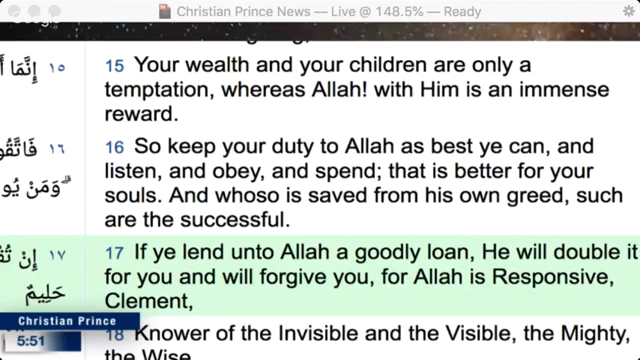 Christian Prince News — Live @ 148.5% — Ready
١٥ إِنَّمَا
15 Your wealth and your children are only a
temptation, whereas Allah! with Him is an immense
reward.
١٦ فَاتَّقُو
16 So keep your duty to Allah as best ye can, and
وَمَنْ يُو
listen, and obey, and spend; that is better for your
souls. And whoso is saved from his own greed, such
are the successful.
١٧ إِنْ تُقْ
17 If ye lend unto Allah a goodly loan, He will double it
for you and will forgive you, for Allah is Responsive,
حَلِيمٌ
Clement,
Christian Prince
5:51
18 Knower of the Invisible and the Visible, the Mighty,
the Wise